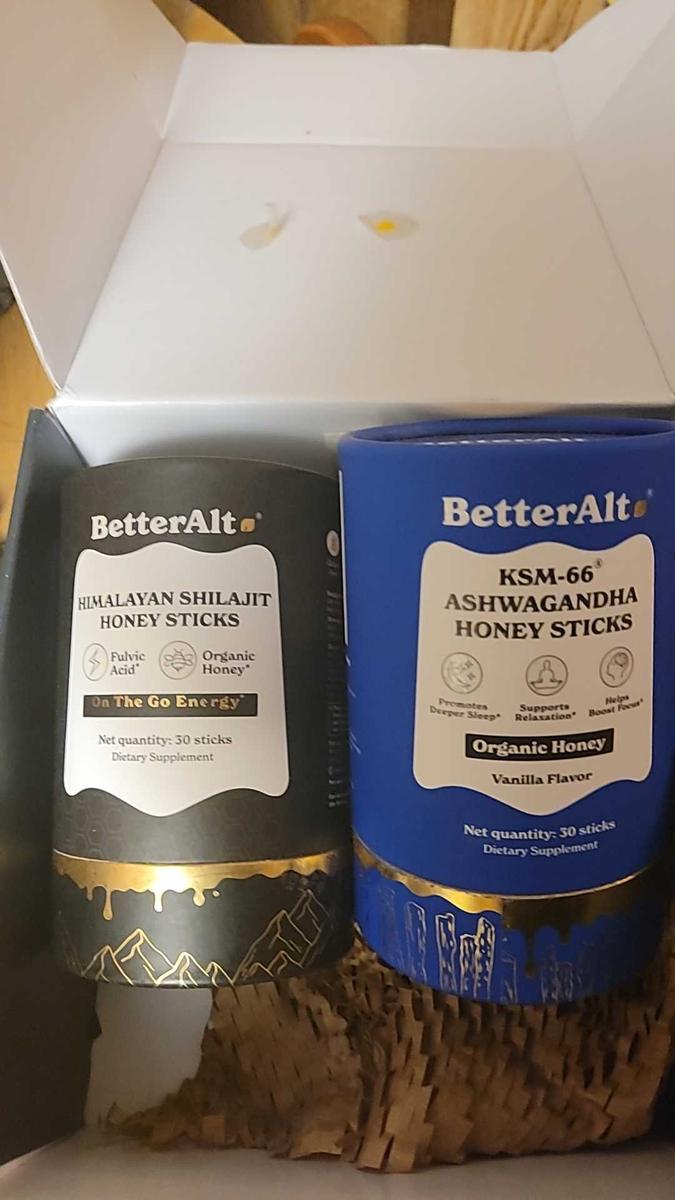 BetterAlt
HIMALAYAN SHILAJIT
HONEY STICKS
Fulvic
Acid*
Organic
Honey*
On The Go Energy*
Net quantity: 30 sticks
Dietary Supplement
BetterAlt
BetterAlt
KSM-66®
ASHWAGANDHA
HONEY STICKS
Promotes
Deeper Sleep*
Supports
Relaxation*
Helps
Boost Focus*
Organic Honey
Vanilla Flavor
Net quantity: 30 sticks
Dietary Supplement